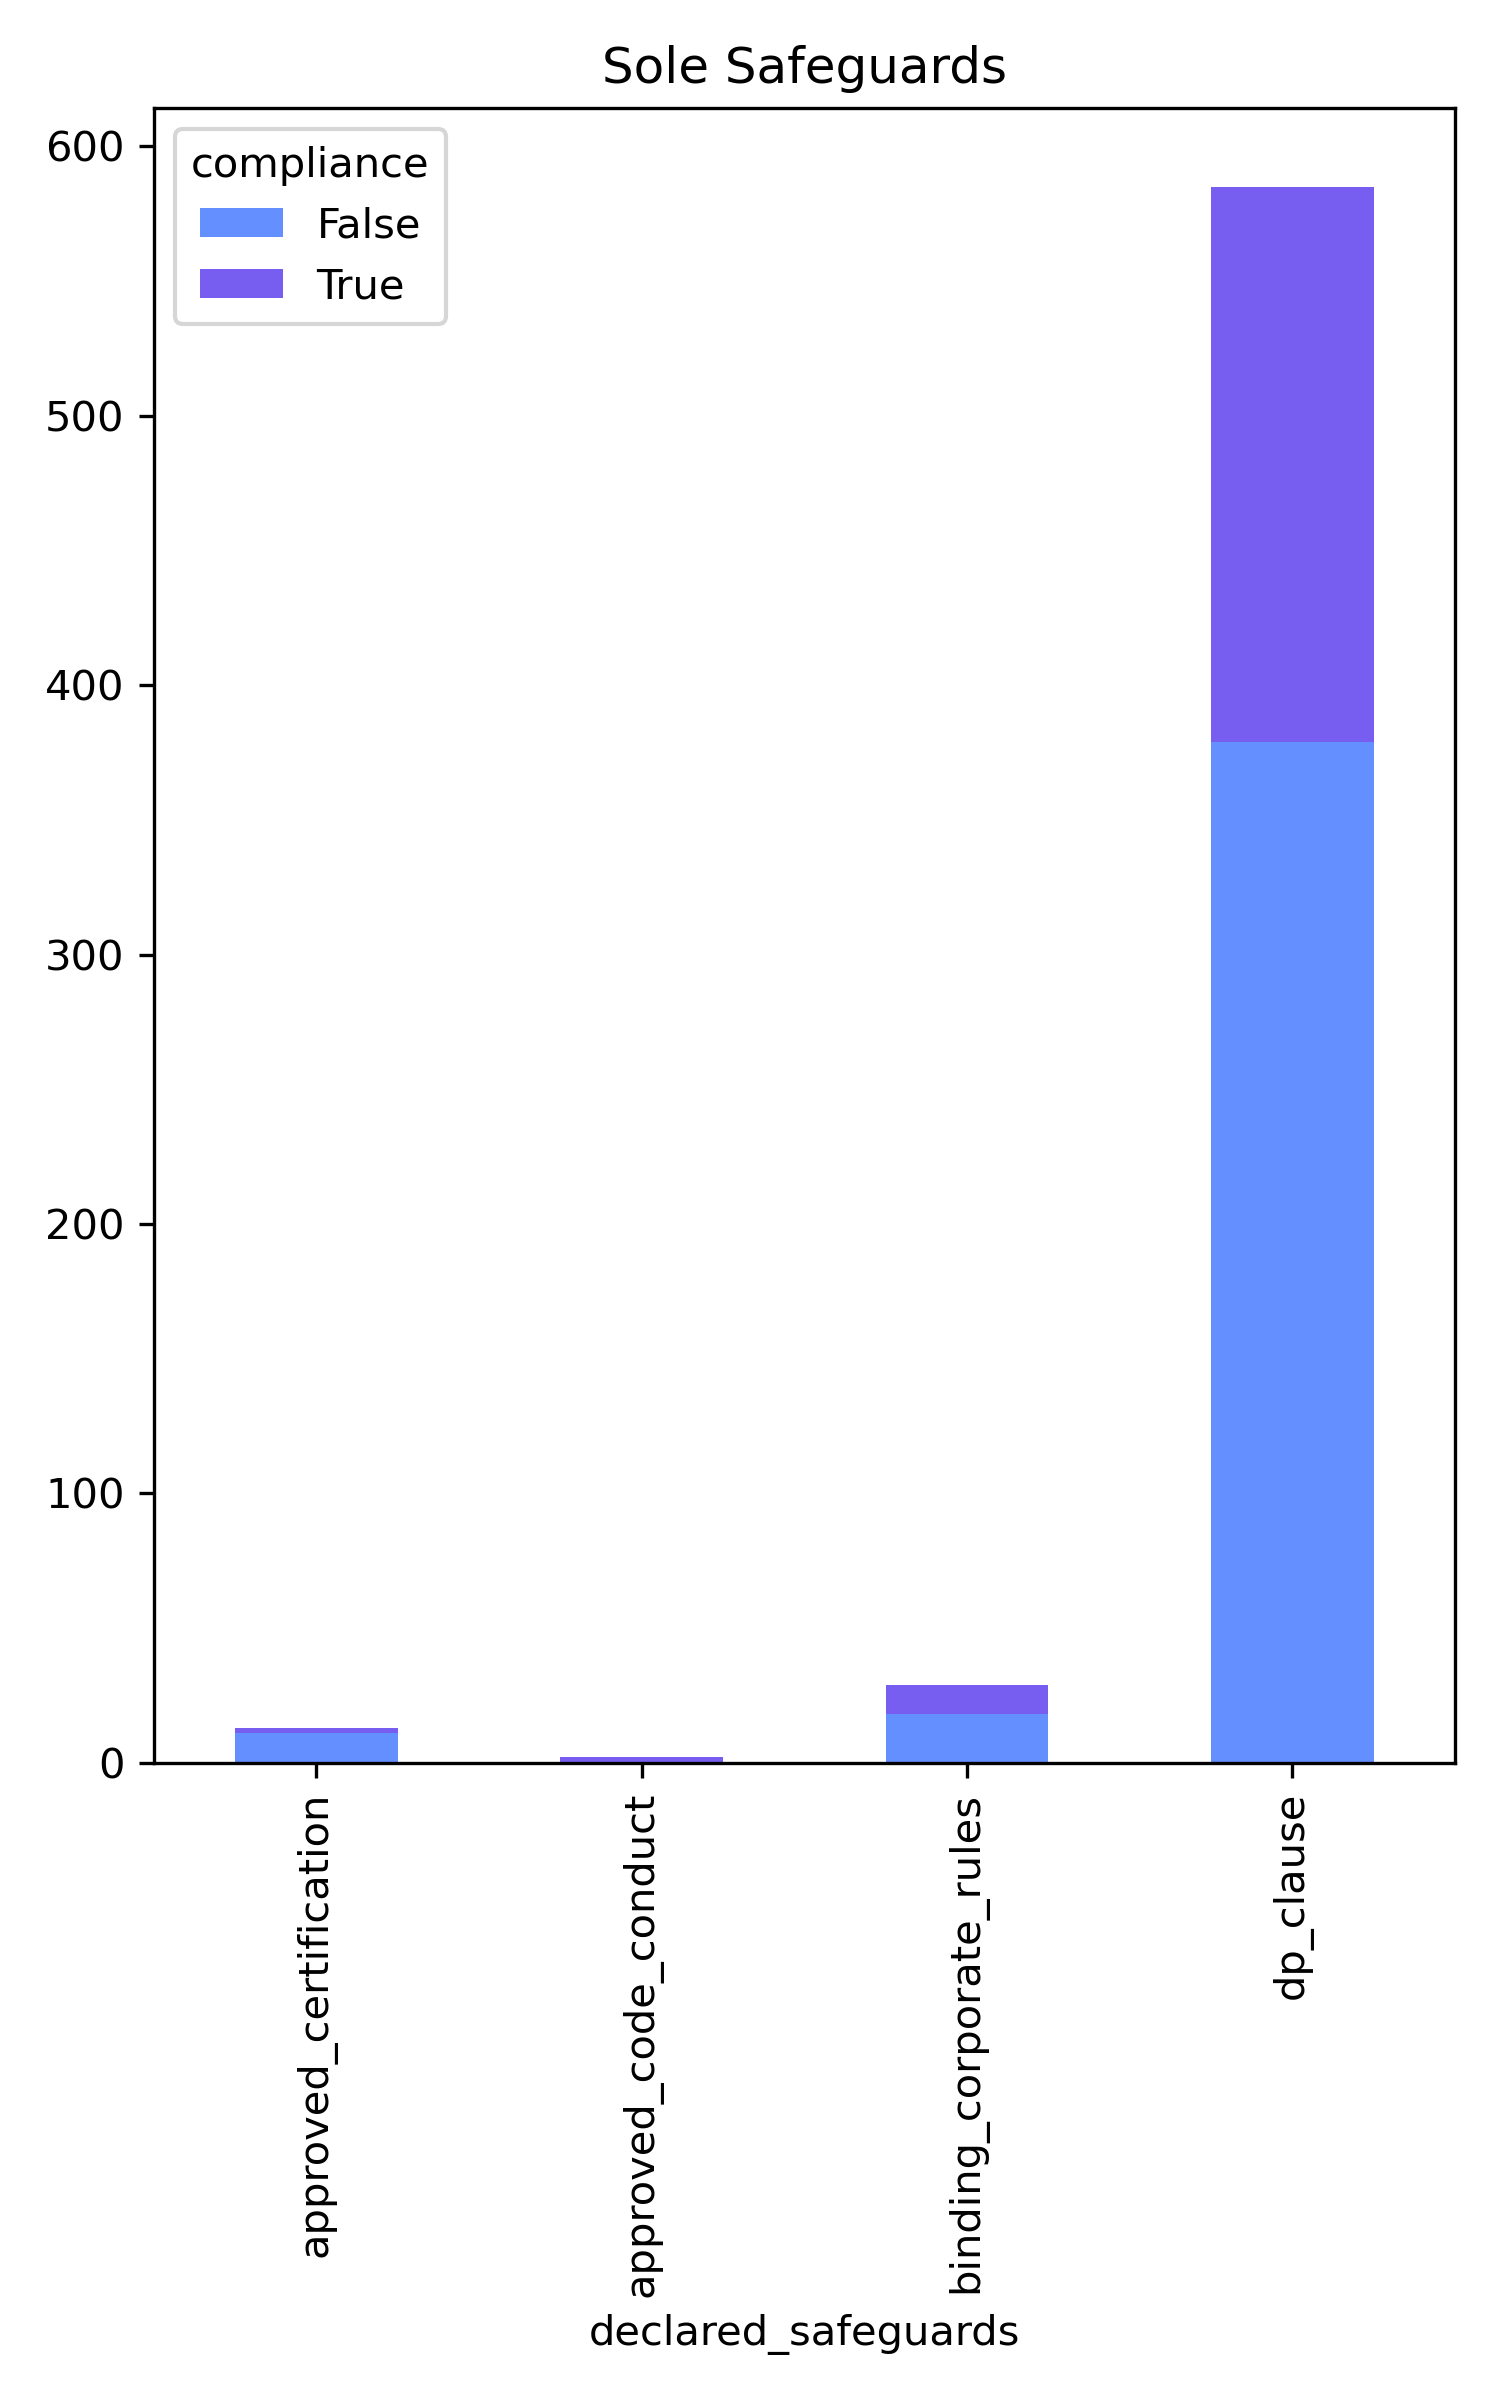 Sole Safeguards
compliance
False
True
600
500
400
300
200
100
0
approved_certification
approved_code_conduct
binding_corporate_rules
dp_clause
declared_safeguards